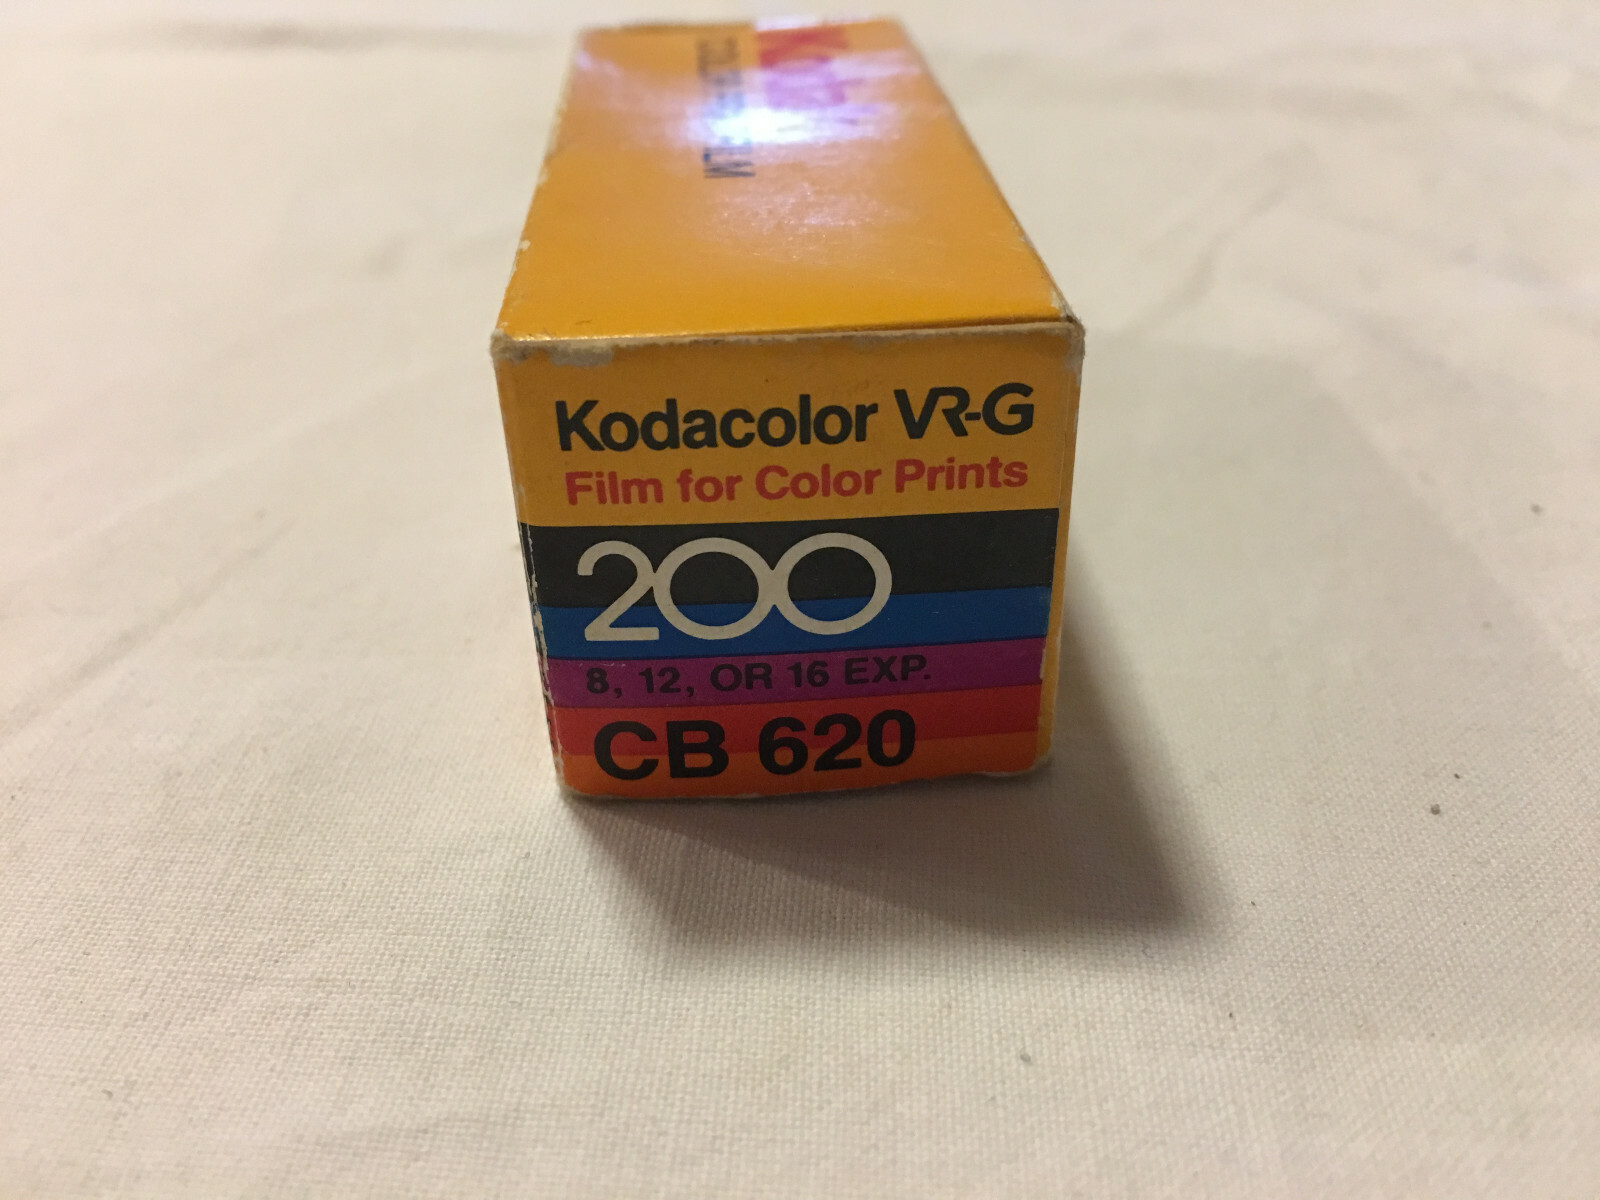 Kodacolor VR-G
Film for Color Prints
200
8, 12, OR 16 EXP.
CB 620